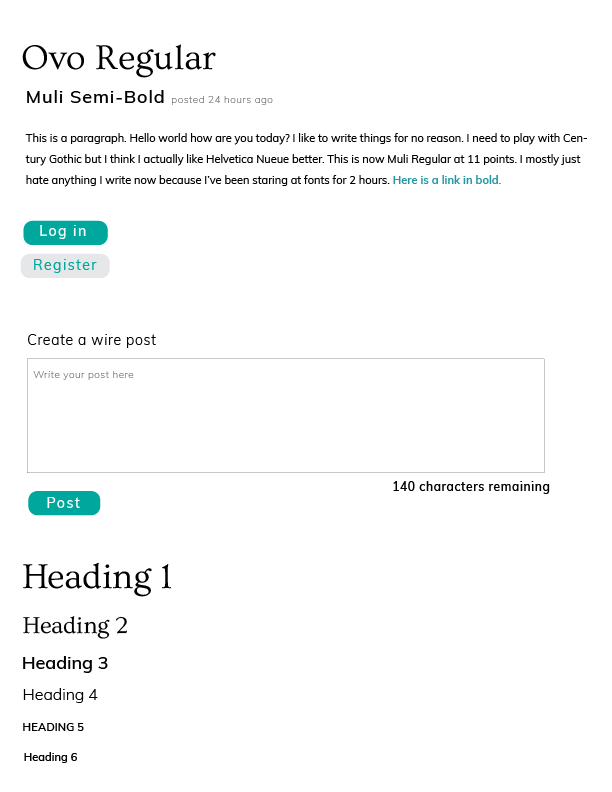 Ovo Regular
Muli Semi-Bold posted 24 hours ago
This is a paragraph. Hello world how are you today? I like to write things for no reason. I need to play with Cen-
tury Gothic but I think I actually like Helvetica Nueue better. This is now Muli Regular at 11 points. I mostly just
hate anything I write now because I've been staring at fonts for 2 hours. Here is a link in bold.
Log in
Register
Create a wire post
Write your post here
140 characters remaining
Post
Heading 1
Heading 2
Heading 3
Heading 4
HEADING 5
Heading 6